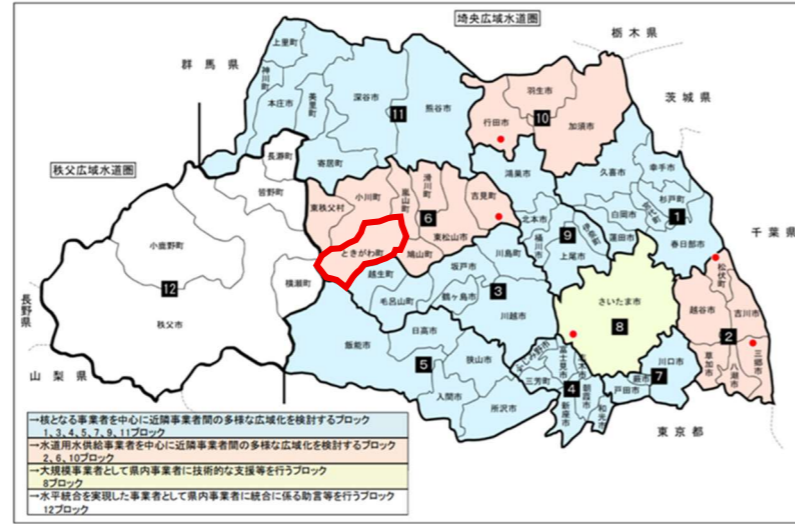 埼央広域水道圏
栃木県
群馬県
茨城県
上里町
神川町
本庄市
美里町
深谷市
熊谷市
11
寄居町
羽生市
行田市
10
加須市
秩父広域水道圏
長瀞町
皆野町
小鹿野町
横瀬町
12
秩父市
長野県
山梨県
東秩父村
小川町
嵐山町
滑川町
吉見町
6
ときがわ町
鳩山町
東松山市
鴻巣市
北本市
桶川市
9
上尾市
伊奈町
久喜市
幸手市
杉戸町
宮代町
白岡市
1
蓮田市
春日部市
千葉県
越生町
毛呂山町
坂戸市
鶴ヶ島市
川島町
3
川越市
さいたま市
8
松伏町
越谷市
吉川市
2
草加市
八潮市
三郷市
飯能市
日高市
5
狭山市
入間市
所沢市
ふじみ野市
富士見市
三芳町
志木市
4
新座市
朝霞市
和光市
川口市
蕨市
戸田市
7
東京都
→核となる事業者を中心に近隣事業者間の多様な広域化を検討するブロック
1、3、4、5、7、9、11ブロック
→水道用水供給事業者を中心に近隣事業者間の多様な広域化を検討するブロック
2、6、10ブロック
→大規模事業者として県内事業者に技術的な支援等を行うブロック
8ブロック
→水平統合を実現した事業者として県内事業者に統合に係る助言等を行うブロック
12ブロック